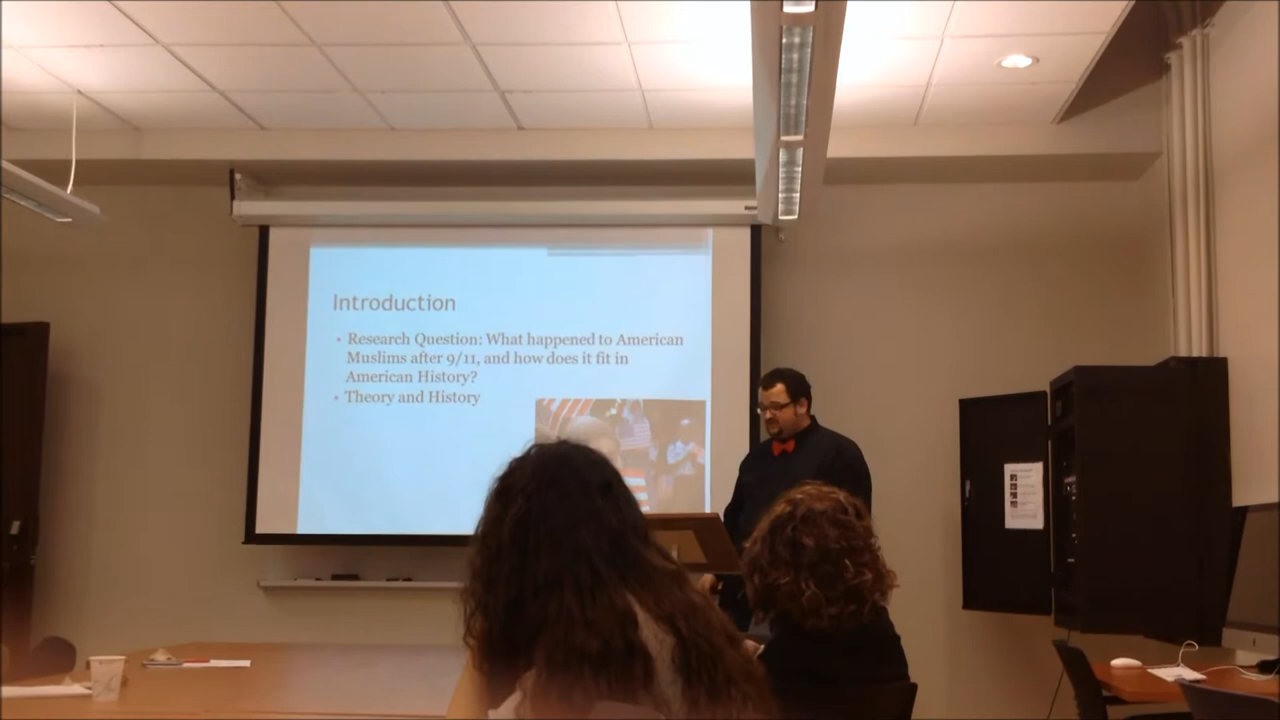 Introduction
• Research Question: What happened to American
Muslims after 9/11, and how does it fit in
American History?
• Theory and History